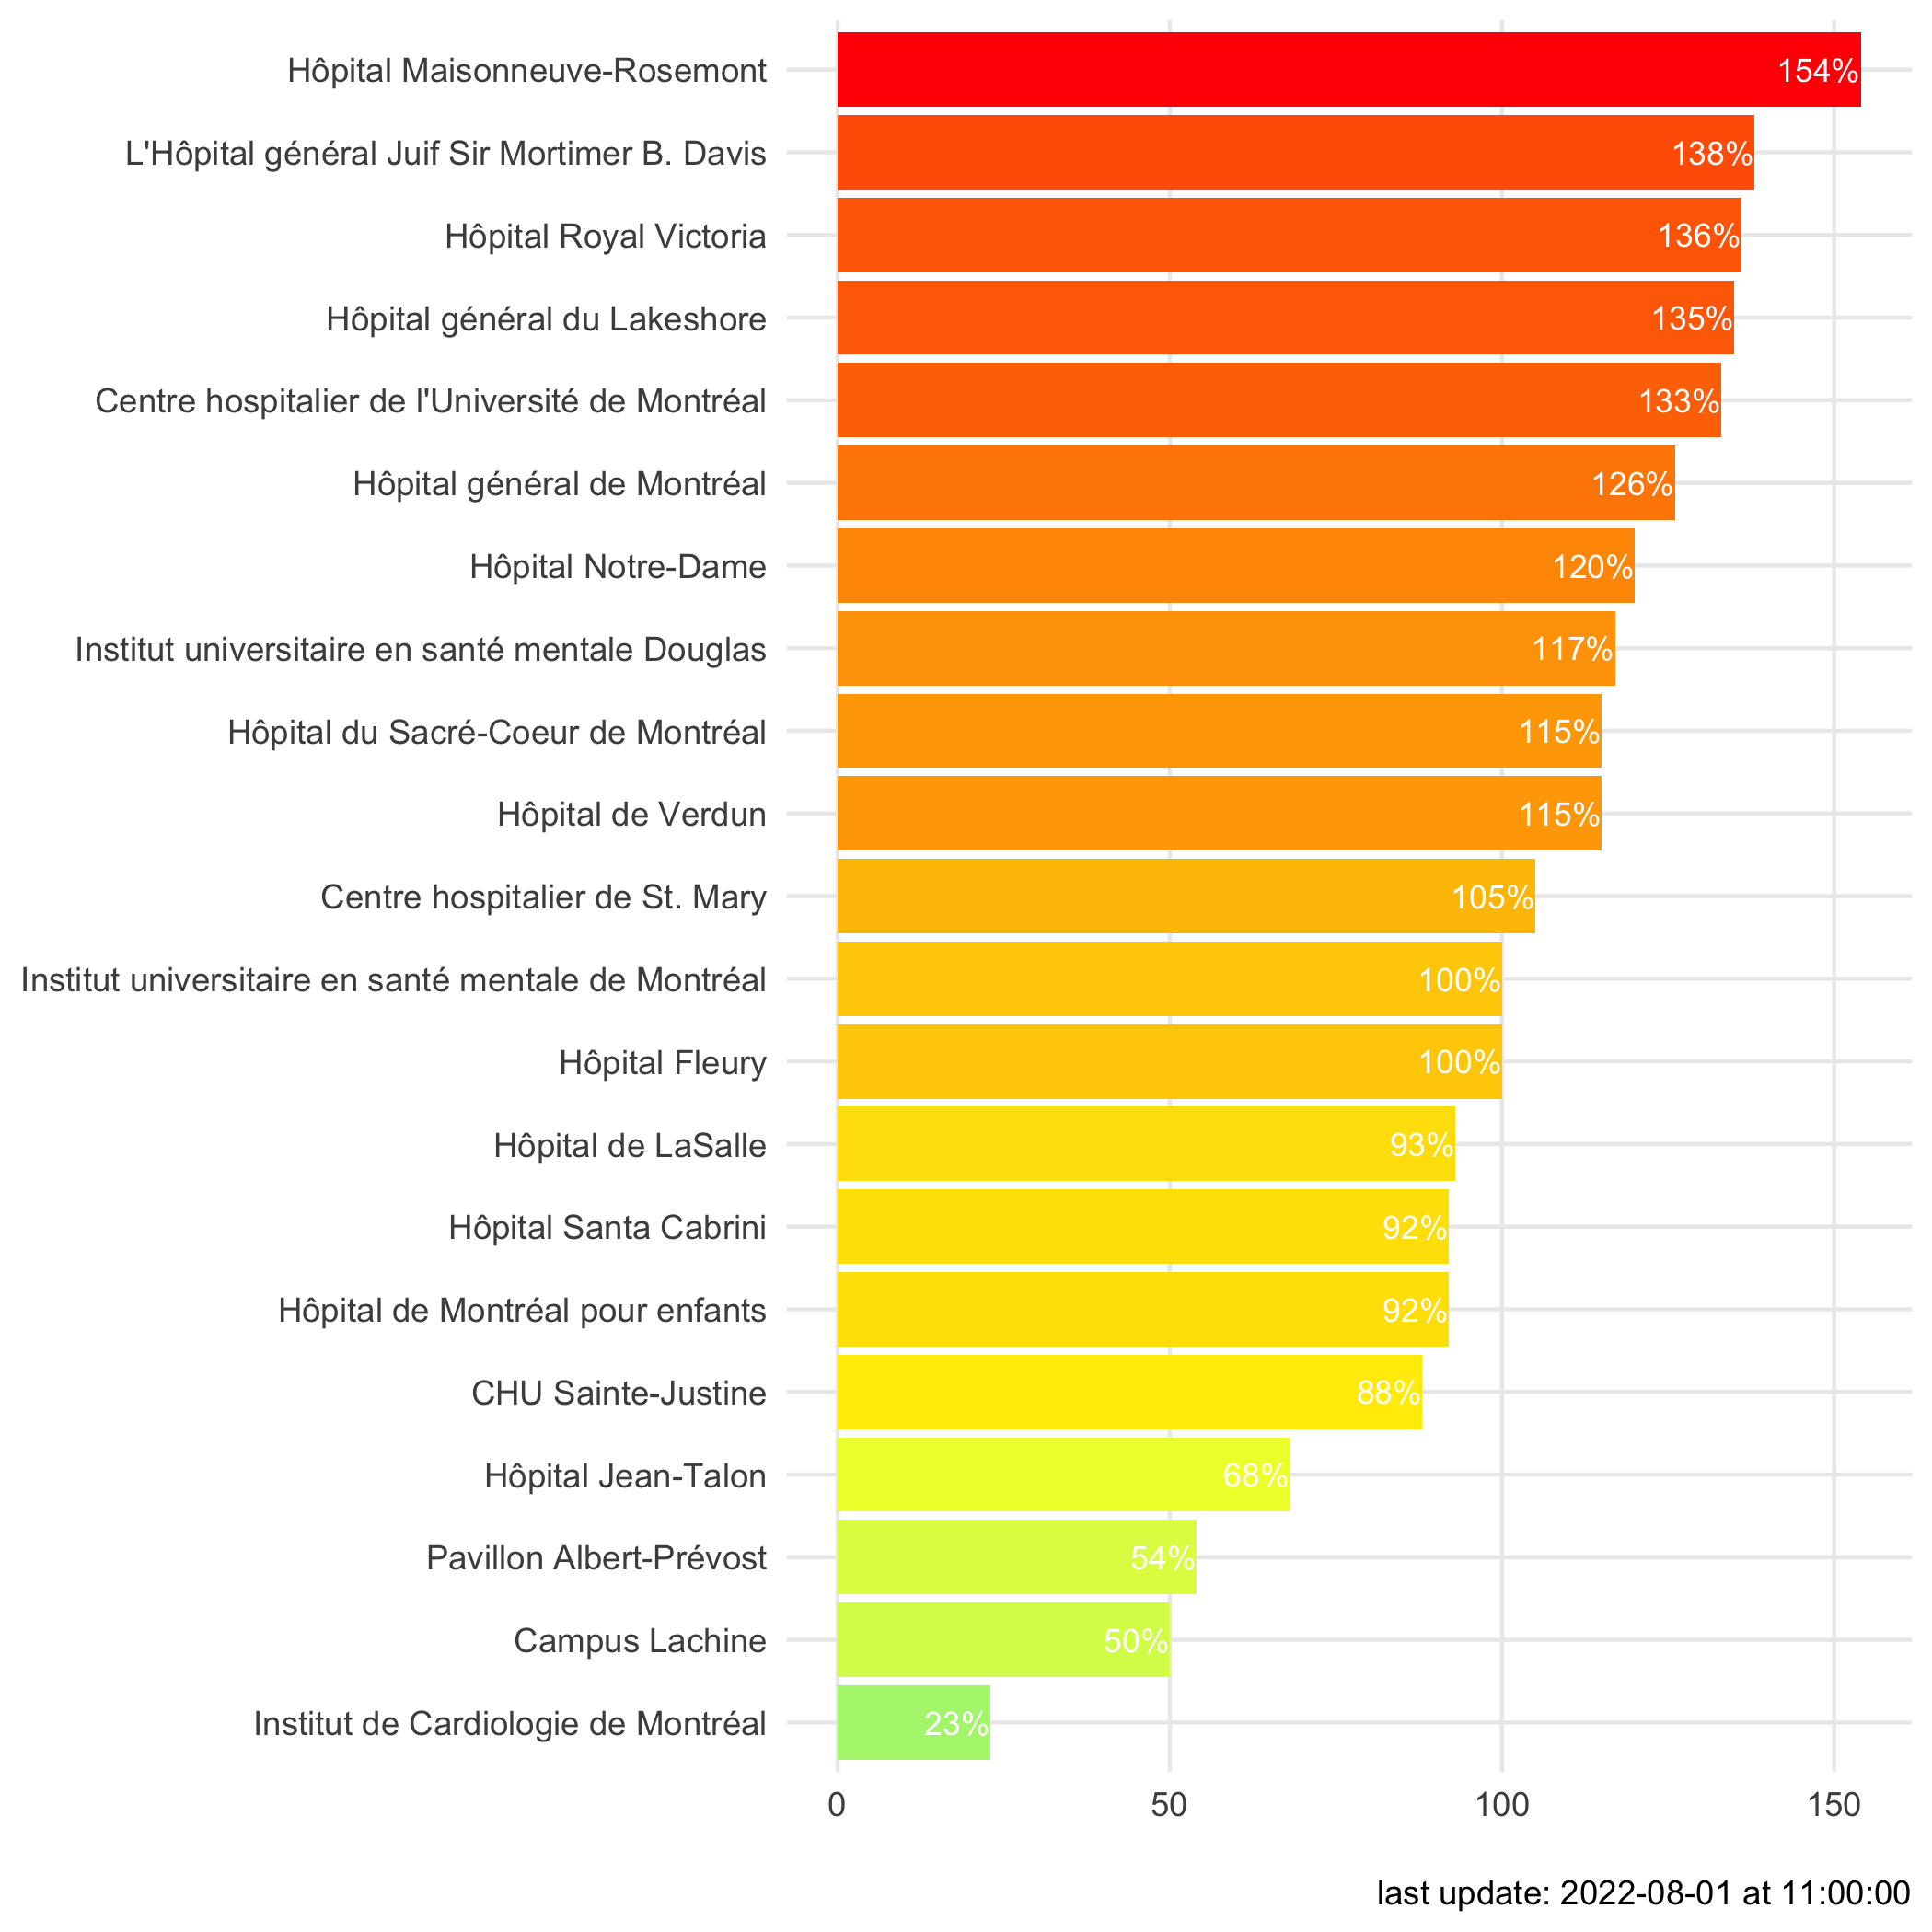 Hôpital Maisonneuve-Rosemont 154%
L'Hôpital général Juif Sir Mortimer B. Davis 138%
Hôpital Royal Victoria 136%
Hôpital général du Lakeshore 135%
Centre hospitalier de l'Université de Montréal 133%
Hôpital général de Montréal 126%
Hôpital Notre-Dame 120%
Institut universitaire en santé mentale Douglas 117%
Hôpital du Sacré-Coeur de Montréal 115%
Hôpital de Verdun 115%
Centre hospitalier de St. Mary 105%
Institut universitaire en santé mentale de Montréal 100%
Hôpital Fleury 100%
Hôpital de LaSalle 93%
Hôpital Santa Cabrini 92%
Hôpital de Montréal pour enfants 92%
CHU Sainte-Justine 88%
Hôpital Jean-Talon 68%
Pavillon Albert-Prévost 54%
Campus Lachine 50%
Institut de Cardiologie de Montréal 23%
0 50 100 150
last update: 2022-08-01 at 11:00:00